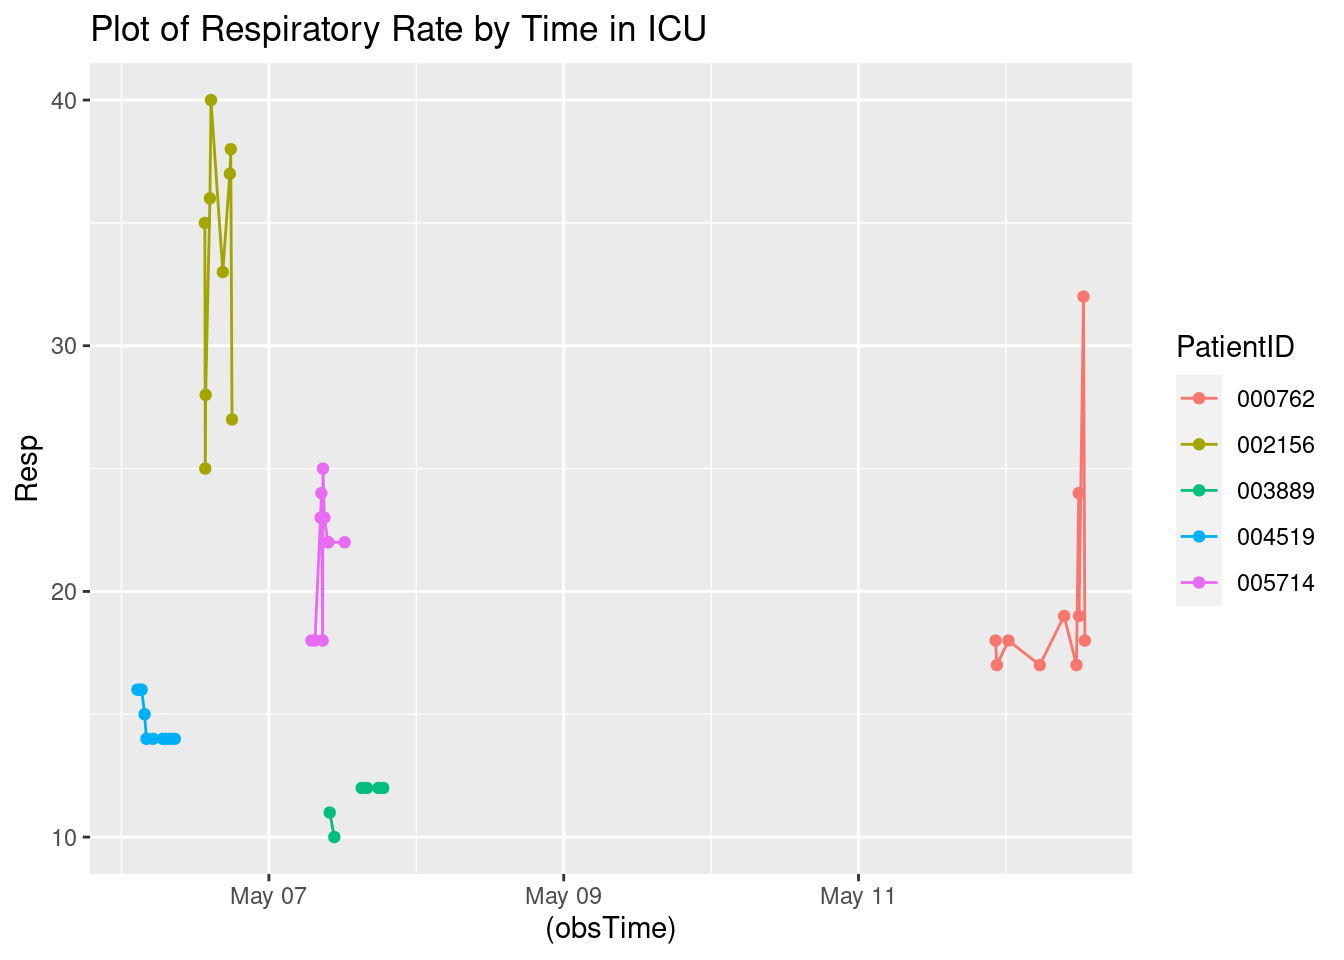 Plot of Respiratory Rate by Time in ICU
40
30
20
10
Resp
May 07
May 09
May 11
(obsTime)
PatientID
000762
002156
003889
004519
005714